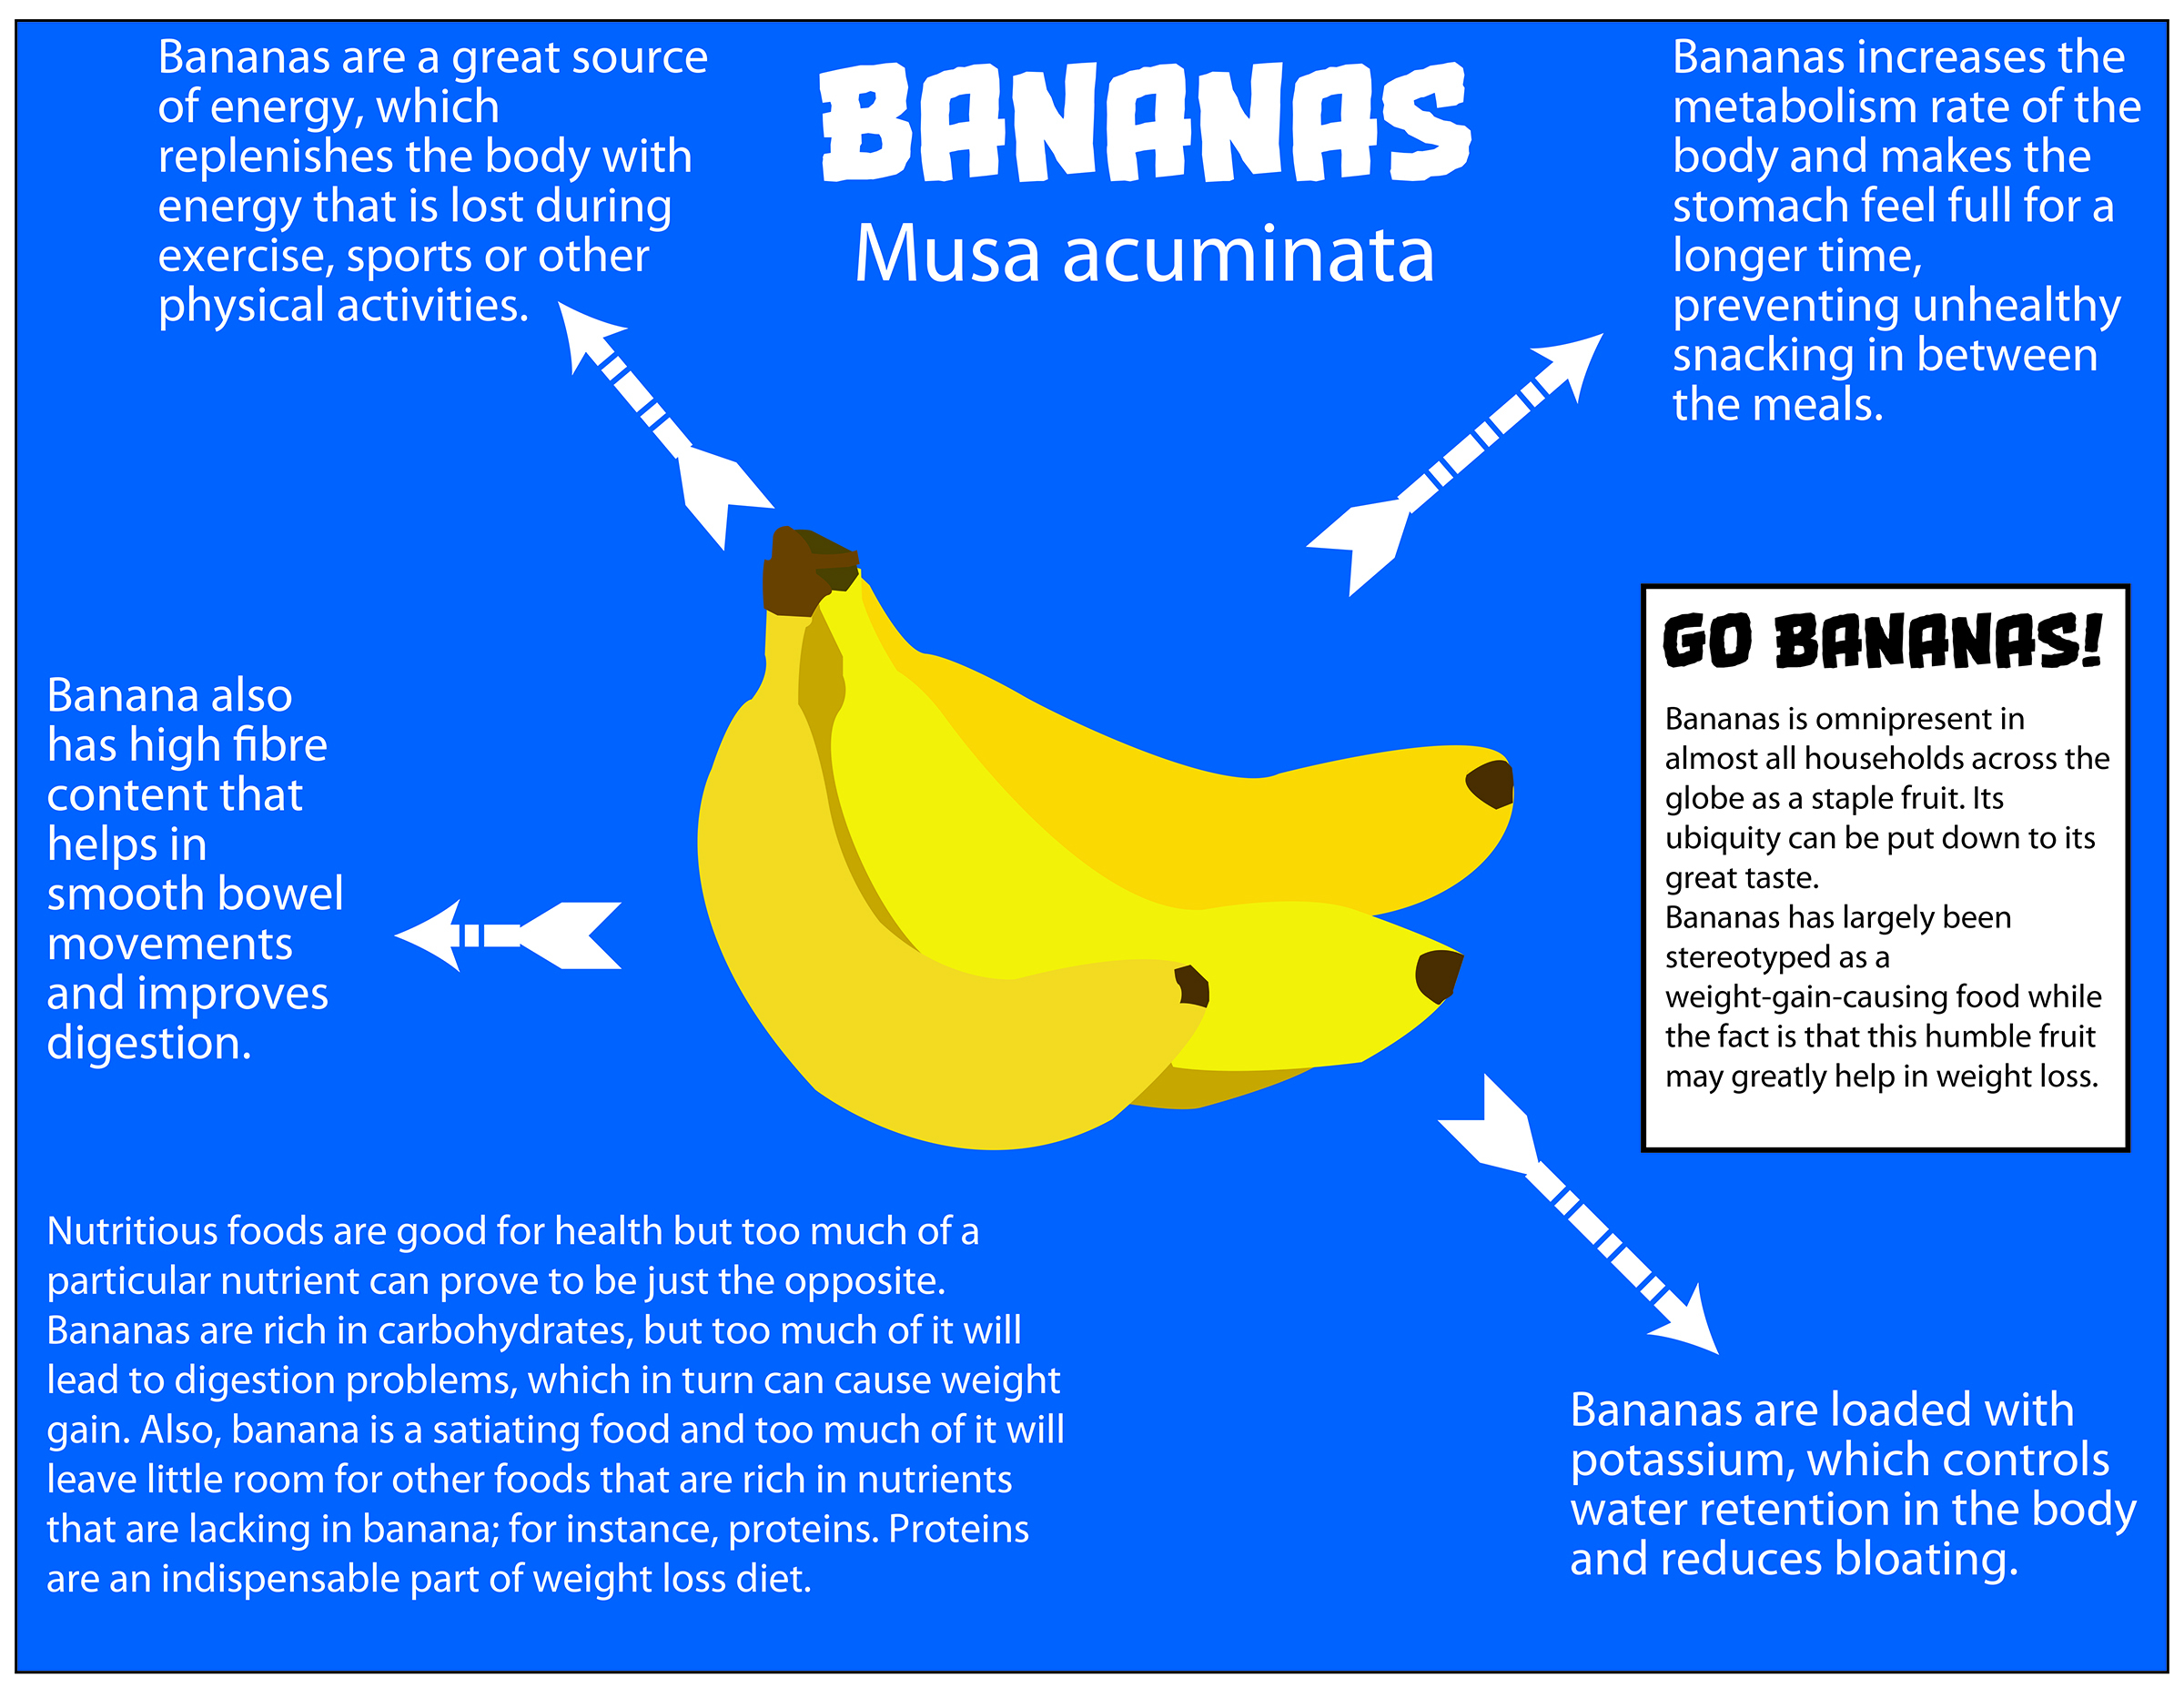 BANANAS
Musa acuminata
Bananas are a great source
of energy, which
replenishes the body with
energy that is lost during
exercise, sports or other
physical activities.
Bananas increases the
metabolism rate of the
body and makes the
stomach feel full for a
longer time,
preventing unhealthy
snacking in between
the meals.
Banana also
has high fibre
content that
helps in
smooth bowel
movements
and improves
digestion.
GO BANANAS!
Bananas is omnipresent in
almost all households across the
globe as a staple fruit. Its
ubiquity can be put down to its
great taste.
Bananas has largely been
stereotyped as a
weight-gain-causing food while
the fact is that this humble fruit
may greatly help in weight loss.
Nutritious foods are good for health but too much of a
particular nutrient can prove to be just the opposite.
Bananas are rich in carbohydrates, but too much of it will
lead to digestion problems, which in turn can cause weight
gain. Also, banana is a satiating food and too much of it will
leave little room for other foods that are rich in nutrients
that are lacking in banana; for instance, proteins. Proteins
are an indispensable part of weight loss diet.
Bananas are loaded with
potassium, which controls
water retention in the body
and reduces bloating.